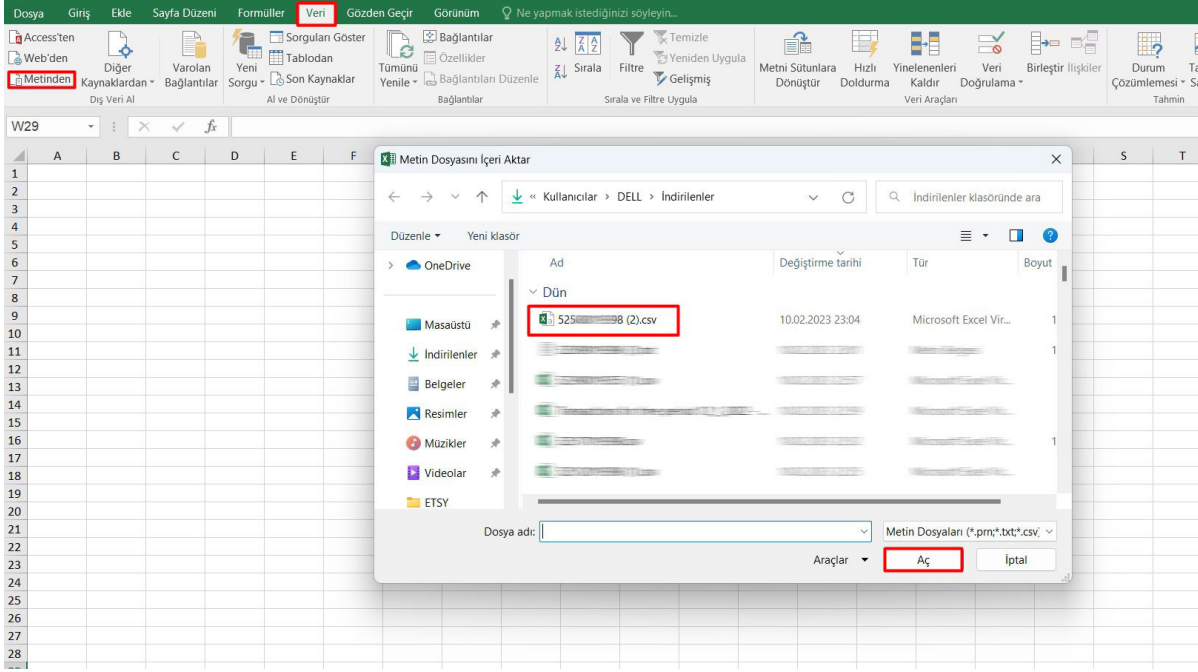 Dosya Giriş Ekle Sayfa Düzeni Formüller Veri Gözden Geçir Görünüm Ne yapmak istediğinizi söyleyin...
Access'ten
Web'den
Metinden
Diğer
Kaynaklardan
Varolan
Bağlantılar
Dış Veri Al
Yeni
Sorgu
Sorguları Göster
Tablodan
Son Kaynaklar
Al ve Dönüştür
Tümünü
Yenile
Bağlantılar
Özellikler
Bağlantıları Düzenle
Bağlantılar
Sırala
Filtre
Temizle
Yeniden Uygula
Gelişmiş
Sırala ve Filtre Uygula
Metni Sütunlara
Dönüştür
Hızlı
Doldurma
Yinelenenleri
Kaldır
Veri
Doğrulama
Birleştir
İlişkiler
Veri Araçları
Durum
Çözümlemesi
Tahmin
W29
fx
A B C D E F S T
1
2
3
4
5
6
7
8
9
10
11
12
13
14
15
16
17
18
19
20
21
22
23
24
25
26
27
28
Metin Dosyasını İçeri Aktar
« Kullanıcılar > DELL > İndirilenler
İndirilenler klasöründe ara
Düzenle Yeni klasör
OneDrive
Masaüstü
İndirilenler
Belgeler
Resimler
Müzikler
Videolar
ETSY
Ad Değiştirme tarihi Tür Boyut
Dün
525 98 (2).csv 10.02.2023 23:04 Microsoft Excel Vir... 1
1
1
Dosya adı: Metin Dosyaları (*.prn;*.txt;*.csv)
Araçlar Aç İptal